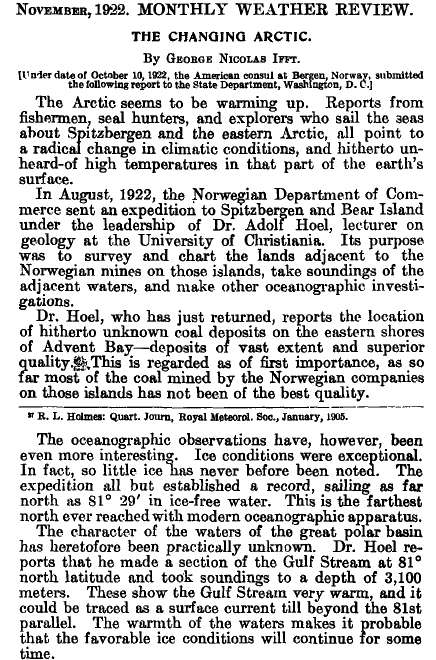 NOVEMBER, 1922. MONTHLY WEATHER REVIEW.
THE CHANGING ARCTIC.
By GEORGE NICOLAS IFFT.
[Under date of October 10, 1922, the American consul at Bergen, Norway, submitted
the following report to the State Department, Washington, D. C.]
The Arctic seems to be warming up. Reports from
fishermen, seal hunters, and explorers who sail the seas
about Spitzbergen and the eastern Arctic, all point to
a radical change in climatic conditions, and hitherto un-
heard-of high temperatures in that part of the earth's
surface.
In August, 1922, the Norwegian Department of Com-
merce sent an expedition to Spitzbergen and Bear Island
under the leadership of Dr. Adolf Hoel, lecturer on
geology at the University of Christiania. Its purpose
was to survey and chart the lands adjacent to the
Norwegian mines on those islands, take soundings of the
adjacent waters, and make other oceanographic investi-
gations.
Dr. Hoel, who has just returned, reports the location
of hitherto unknown coal deposits on the eastern shores
of Advent Bay—deposits of vast extent and superior
quality. This is regarded as of first importance, as so
far most of the coal mined by the Norwegian companies
on those islands has not been of the best quality.
R. L. Holmes: Quart. Journ, Royal Meteorol. Soc., January, 1905.
The oceanographic observations have, however, been
even more interesting. Ice conditions were exceptional.
In fact, so little ice has never before been noted. The
expedition all but established a record, sailing as far
north as 81° 29′ in ice-free water. This is the farthest
north ever reached with modern oceanographic apparatus.
The character of the waters of the great polar basin
has heretofore been practically unknown. Dr. Hoel re-
ports that he made a section of the Gulf Stream at 81°
north latitude and took soundings to a depth of 3,100
meters. These show the Gulf Stream very warm, and it
could be traced as a surface current till beyond the 81st
parallel. The warmth of the waters makes it probable
that the favorable ice conditions will continue for some
time.